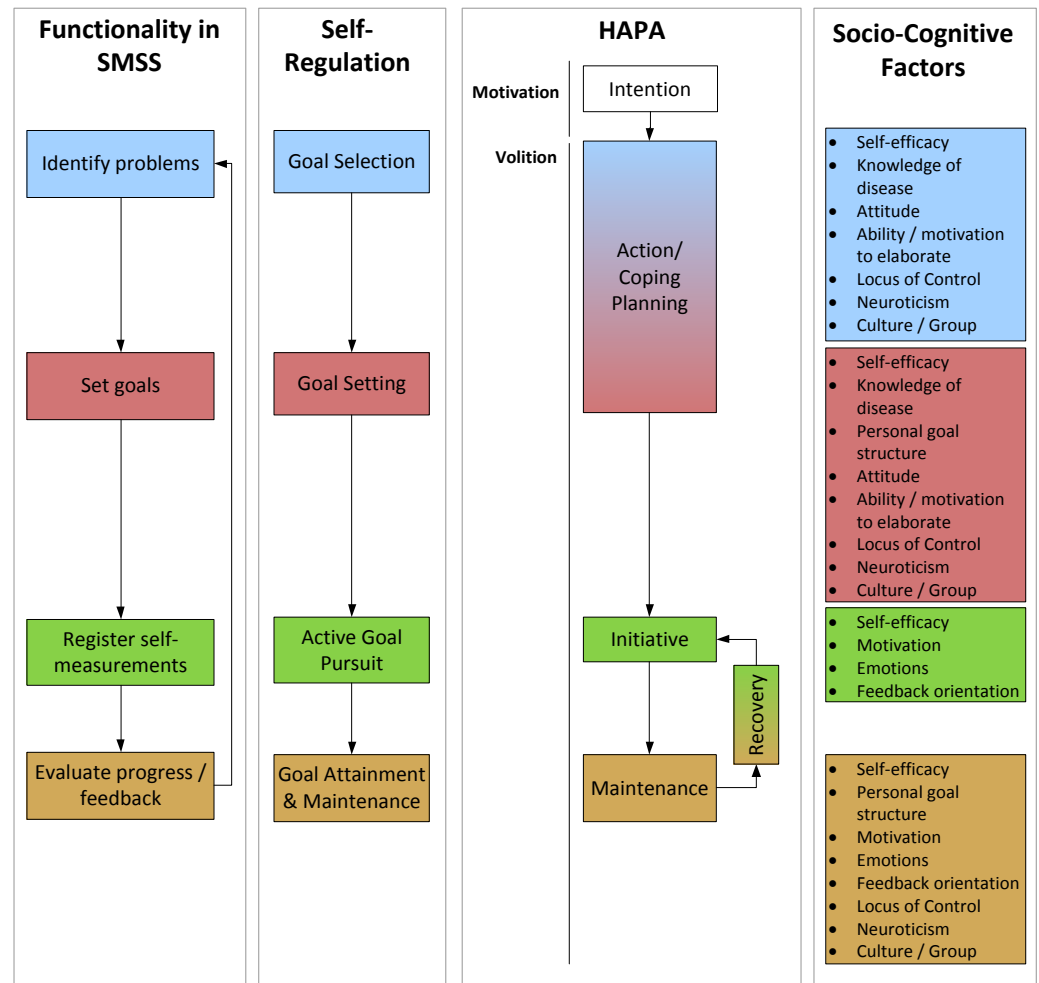 Functionality in
SMSS
Identify problems
Set goals
Register self-
measurements
Evaluate progress /
feedback
Self-
Regulation
Goal Selection
Goal Setting
Active Goal
Pursuit
Goal Attainment
& Maintenance
HAPA
Motivation
Intention
Volition
Action/
Coping
Planning
Initiative
Recovery
Maintenance
Socio-Cognitive
Factors
• Self-efficacy
• Knowledge of
disease
• Attitude
• Ability / motivation
to elaborate
• Locus of Control
• Neuroticism
• Culture / Group
• Self-efficacy
• Knowledge of
disease
• Personal goal
structure
• Attitude
• Ability / motivation
to elaborate
• Locus of Control
• Neuroticism
• Culture / Group
• Self-efficacy
• Motivation
• Emotions
• Feedback orientation
• Self-efficacy
• Personal goal
structure
• Motivation
• Emotions
• Feedback orientation
• Locus of Control
• Neuroticism
• Culture / Group